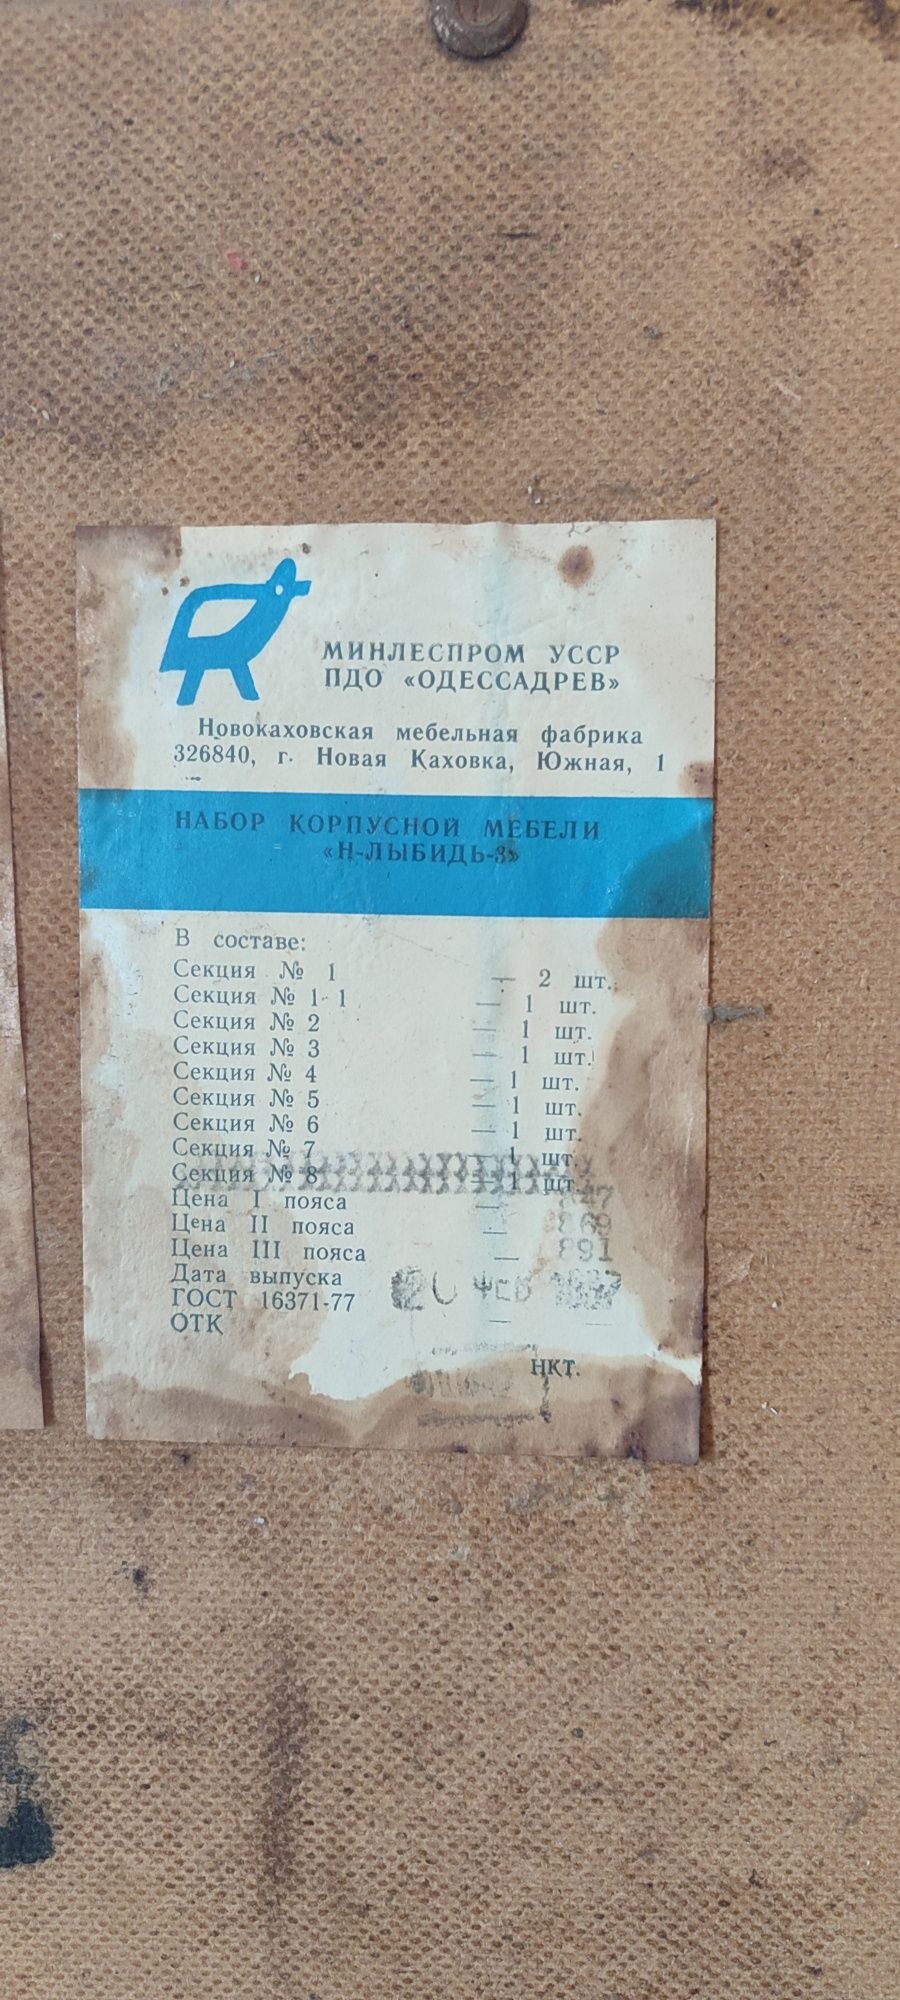 МИНЛЕСПРОМ УССР
ПДО «ОДЕССАДРЕВ»
Новокаховская мебельная фабрика
326840, г. Новая Каховка, Южная, 1
НАБОР КОРПУСНОЙ МЕБЕЛИ
«Н-ЛЫБИДЬ-3»
В составе:
Секция № 1 — 2 шт.
Секция № 1-1 — 1 шт.
Секция № 2 — 1 шт.
Секция № 3 — 1 шт.
Секция № 4 — 1 шт.
Секция № 5 — 1 шт.
Секция № 6 — 1 шт.
Секция № 7 — 1 шт.
Секция № 8 — 1 шт.
Цена I пояса —
Цена II пояса — 869
Цена III пояса — 891
Дата выпуска ФЕВ
ГОСТ 16371-77
ОТК —
НКТ.